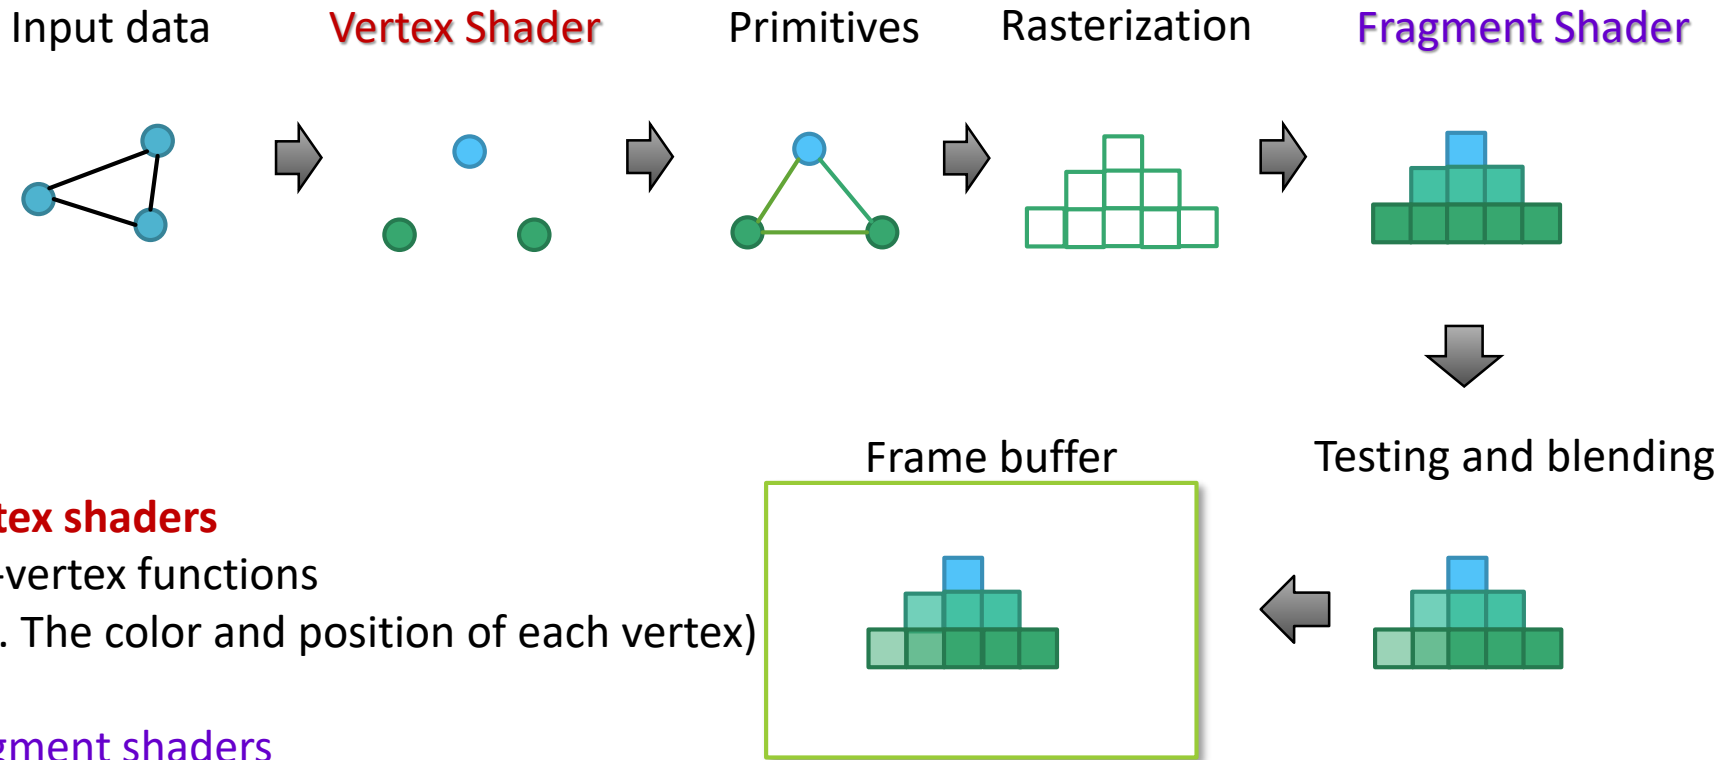 Input data
Vertex Shader
Primitives
Rasterization
Fragment Shader
Frame buffer
Testing and blending
tex shaders
-vertex functions
. The color and position of each vertex)
gment shaders